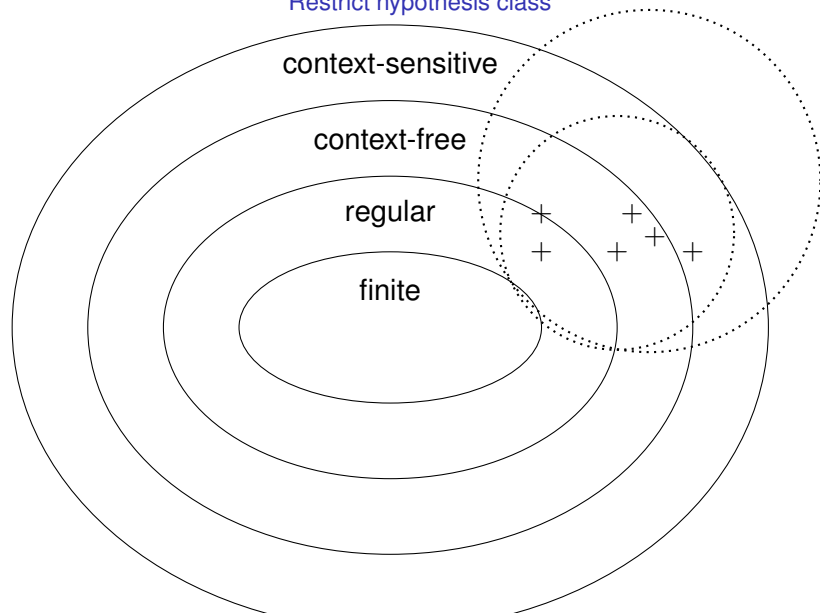 Restrict hypothesis class
context-sensitive
context-free
regular
finite